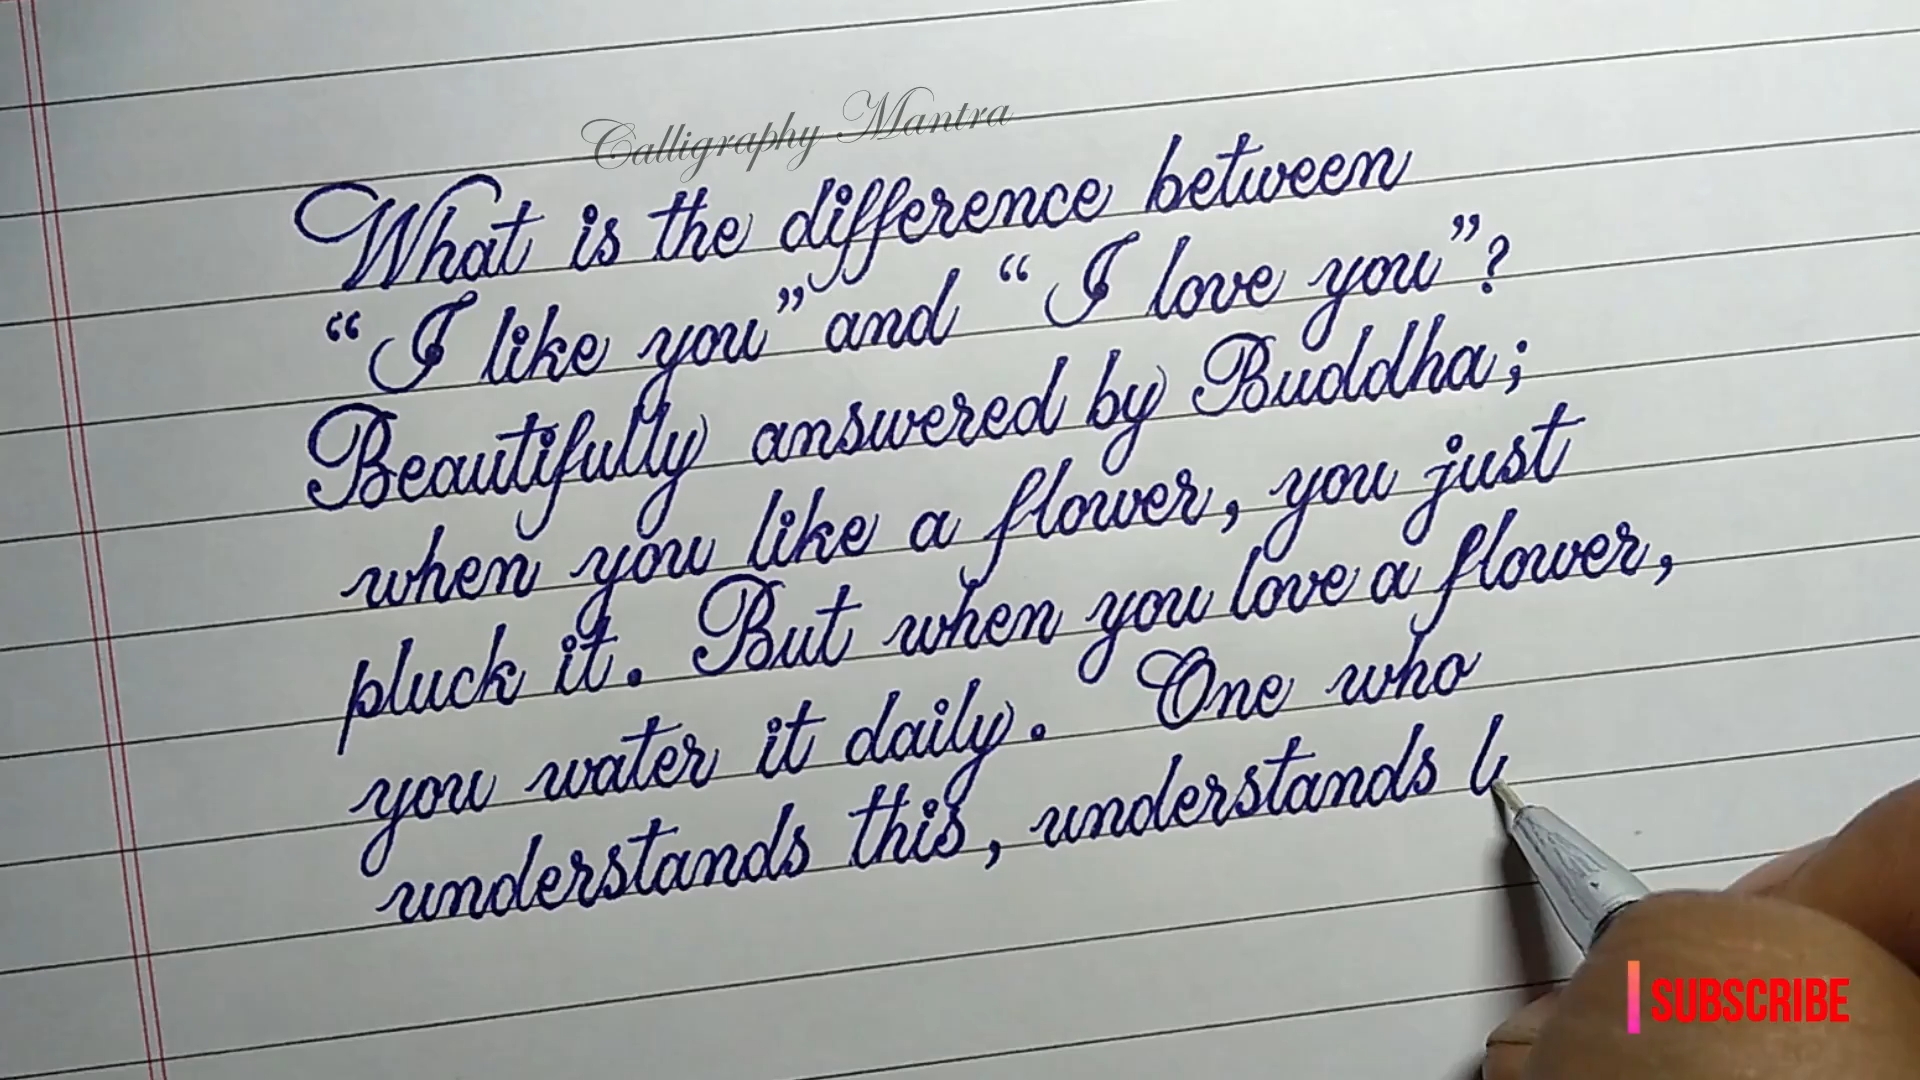 Calligraphy Mantra
What is the difference between
“I like you” and “I love you”?
Beautifully answered by Buddha;
when you like a flower, you just
pluck it. But when you love a flower,
you water it daily. One who
understands this, understands
SUBSCRIBE